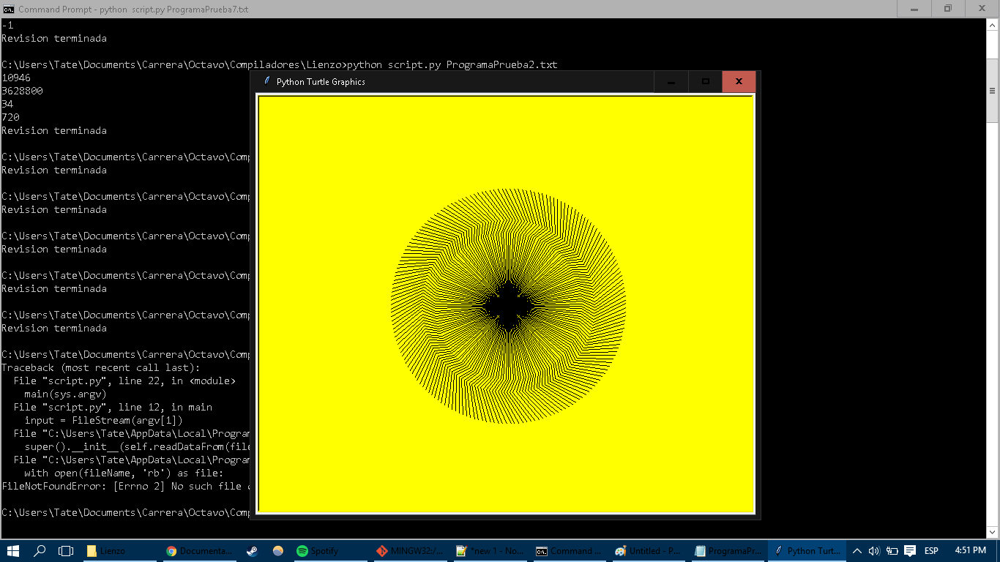 Command Prompt - python  script.py ProgramaPrueba7.txt
-1
Revision terminada
C:\Users\Tate\Documents\Carrera\Octavo\Compiladores\Lienzo>python script.py ProgramaPrueba2.txt
10946
3628800
34
720
Revision terminada
Python Turtle Graphics
C:\Users\Tate\Documents\Carrera\Octavo\Comp
Revision terminada
C:\Users\Tate\Documents\Carrera\Octavo\Comp
Revision terminada
C:\Users\Tate\Documents\Carrera\Octavo\Comp
Revision terminada
C:\Users\Tate\Documents\Carrera\Octavo\Comp
Revision terminada
C:\Users\Tate\Documents\Carrera\Octavo\Comp
Revision terminada
C:\Users\Tate\Documents\Carrera\Octavo\Comp
Traceback (most recent call last):
File "script.py", line 22, in <module>
main(sys.argv)
File "script.py", line 12, in main
input = FileStream(argv[1])
File "C:\Users\Tate\AppData\Local\Program
super().__init__(self.readDataFrom(file
File "C:\Users\Tate\AppData\Local\Program
with open(fileName, 'rb') as file:
FileNotFoundError: [Errno 2] No such file
C:\Users\Tate\Documents\Carrera\Octavo\Comp
Lienzo
Documenta...
Spotify
MINGW32:/...
*new 1 - No...
Command ...
Untitled - P...
ProgramaPr...
Python Turt...
ESP
4:51 PM